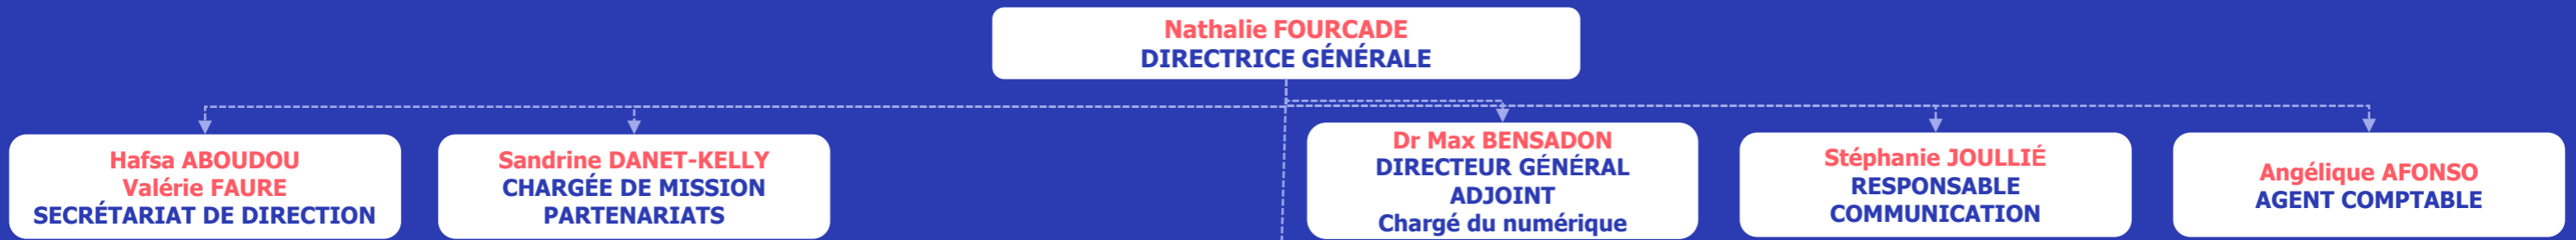 Nathalie FOURCADE
DIRECTRICE GÉNÉRALE
Hafsa ABOUDOU
Valérie FAURE
SECRÉTARIAT DE DIRECTION
Sandrine DANET-KELLY
CHARGÉE DE MISSION
PARTENARIATS
Dr Max BENSADON
DIRECTEUR GÉNÉRAL
ADJOINT
Chargé du numérique
Stéphanie JOULLIÉ
RESPONSABLE
COMMUNICATION
Angélique AFONSO
AGENT COMPTABLE